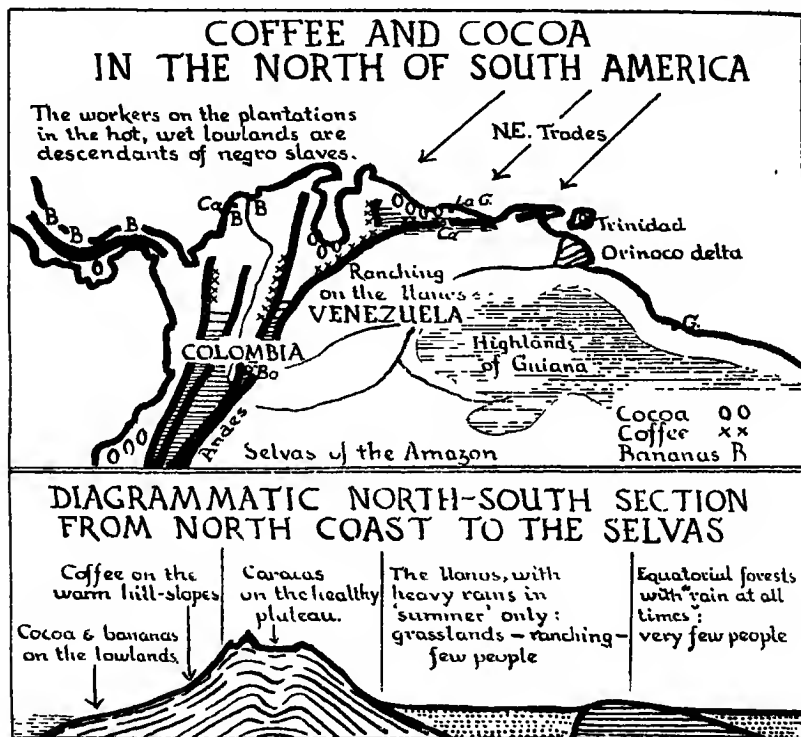 COFFEE AND COCOA
IN THE NORTH OF SOUTH AMERICA
The workers on the plantations
in the hot, wet lowlands are
descendants of negro slaves.
N.E. Trades
Ca
B
B
B
B
B
La G.
Ca
Trinidad
Orinoco delta
Ranching
on the llanos
VENEZUELA
G.
Highlands
of Guiana
COLOMBIA
Bo
Andes
Selvas of the Amazon
Cocoa 00
Coffee xx
Bananas B
DIAGRAMMATIC NORTH-SOUTH SECTION
FROM NORTH COAST TO THE SELVAS
Coffee on the
warm hill-slopes
Cocoa & bananas
on the lowlands
Caracas
on the healthy
plateau.
The llanos, with
heavy rains in
'summer' only:
grasslands – ranching –
few people
Equatorial forests
with "rain at all
times":
very few people